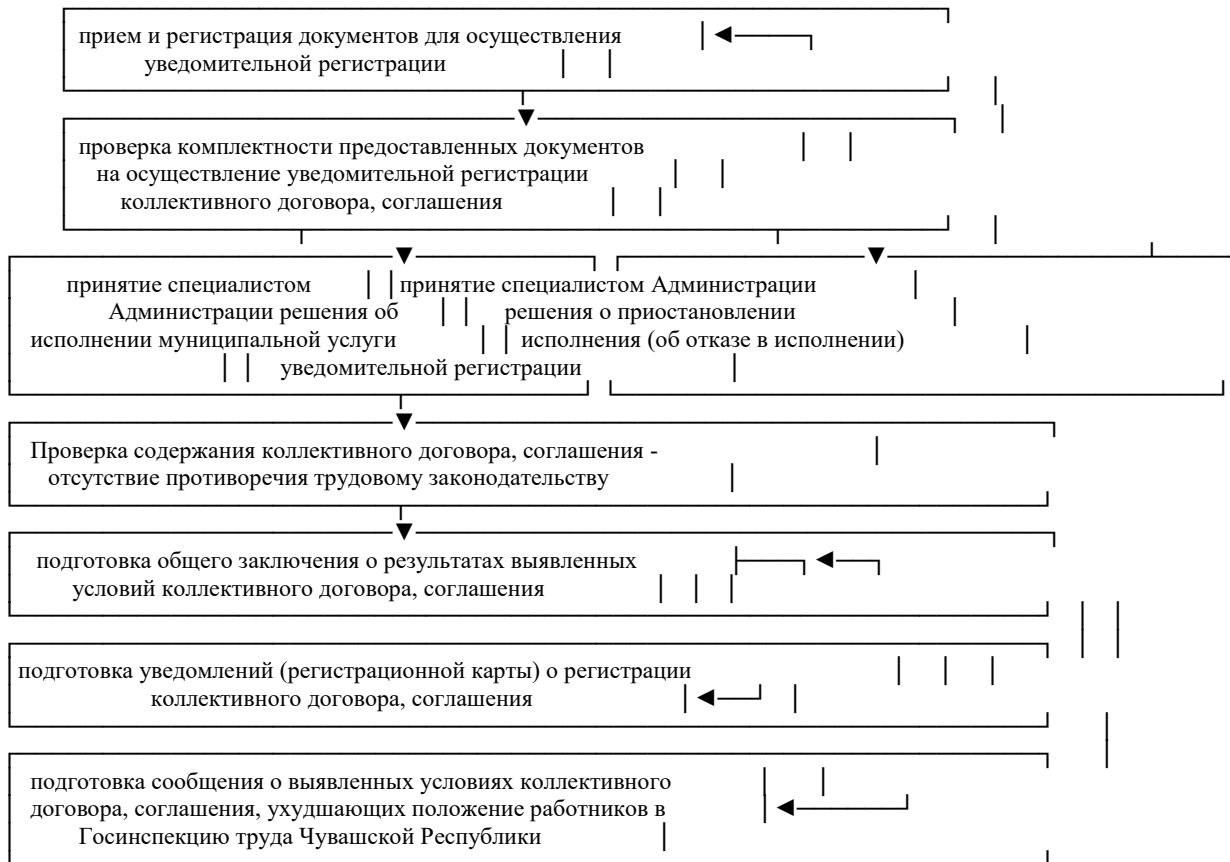 прием и регистрация документов для осуществления
уведомительной регистрации
проверка комплектности предоставленных документов
на осуществление уведомительной регистрации
коллективного договора, соглашения
принятие специалистом
Администрации решения об
исполнении муниципальной услуги
принятие специалистом Администрации
решения о приостановлении
исполнения (об отказе в исполнении)
уведомительной регистрации
Проверка содержания коллективного договора, соглашения -
отсутствие противоречия трудовому законодательству
подготовка общего заключения о результатах выявленных
условий коллективного договора, соглашения
подготовка уведомлений (регистрационной карты) о регистрации
коллективного договора, соглашения
подготовка сообщения о выявленных условиях коллективного
договора, соглашения, ухудшающих положение работников в
Госинспекцию труда Чувашской Республики